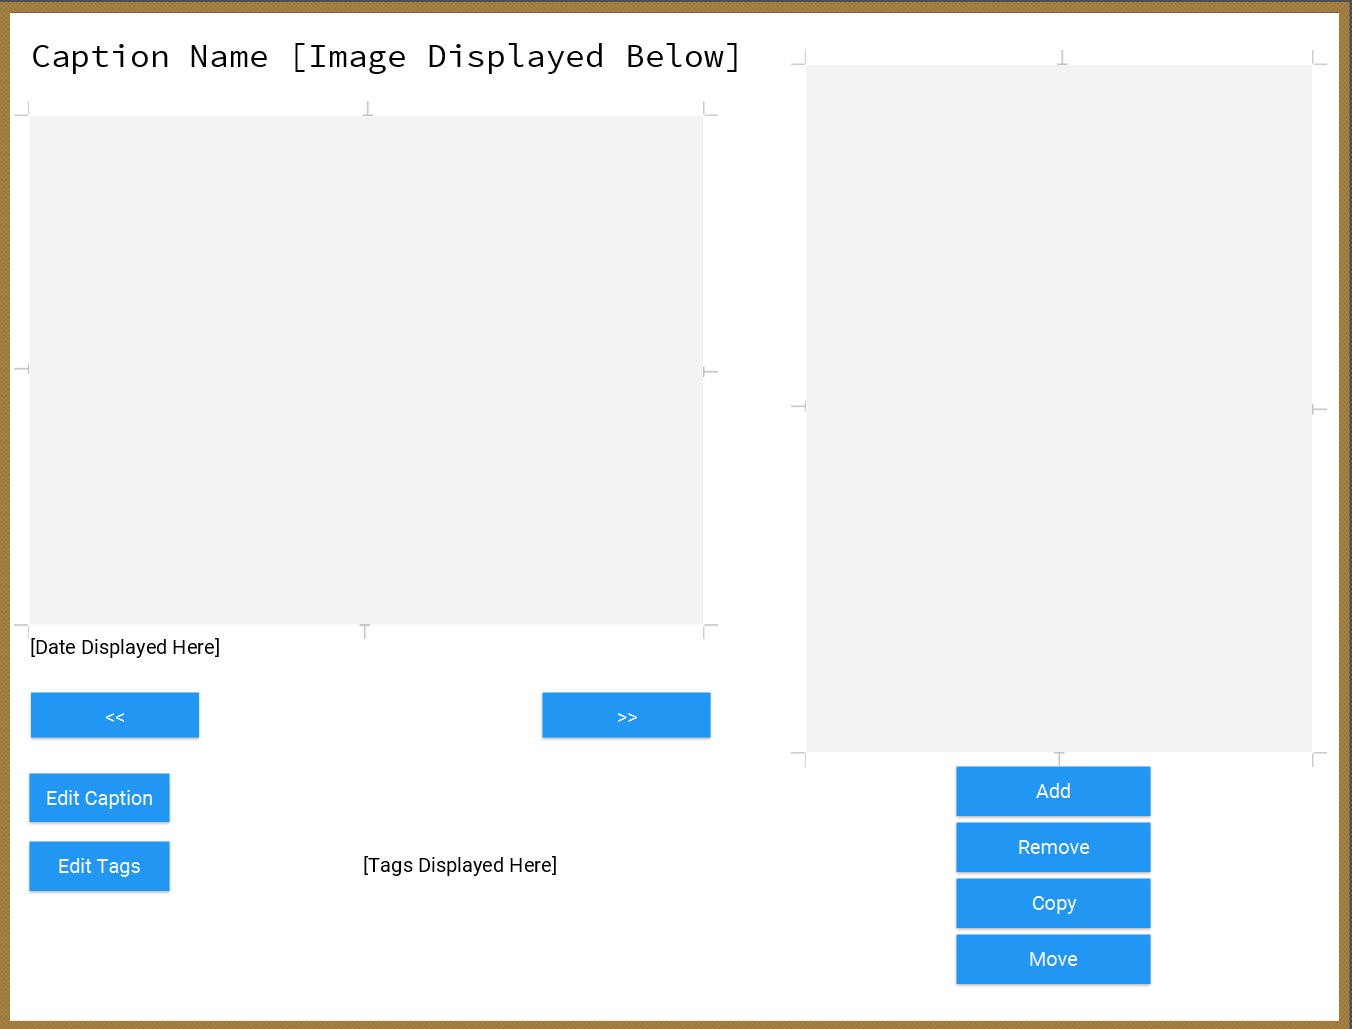 Caption Name [Image Displayed Below]
[Date Displayed Here]
<< >>
Edit Caption
Edit Tags
[Tags Displayed Here]
Add
Remove
Copy
Move